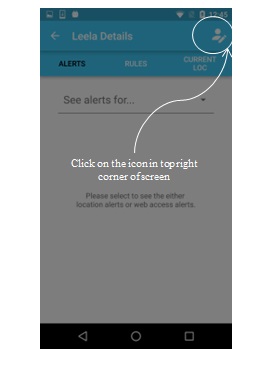 12:45
Leela Details
ALERTS RULES CURRENT
LOC
See alerts for...
Click on the icon in top right
corner of screen
Please select to see the either
location alerts or web access alerts.